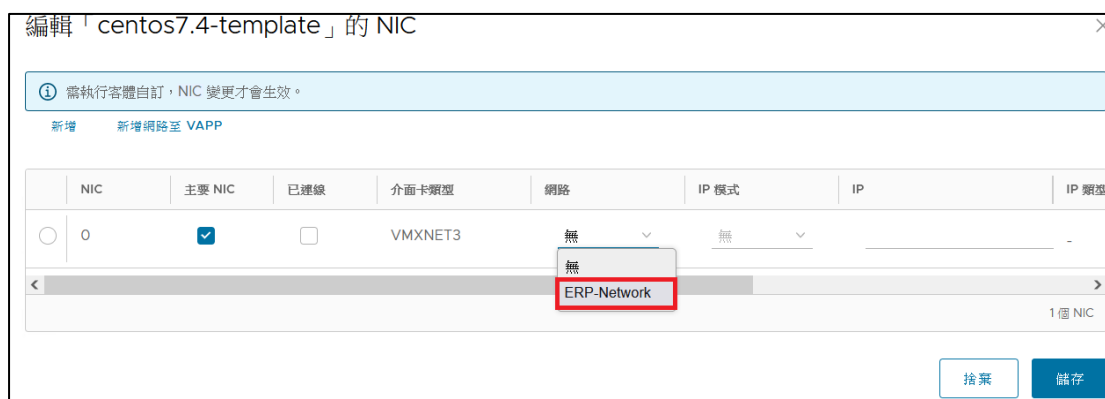 編輯「centos7.4-template」的 NIC
需執行客體自訂，NIC 變更才會生效。
新增 新增網路至 VAPP
NIC 主要 NIC 已連線 介面卡類型 網路 IP 模式 IP IP 類型
0 VMXNET3 無 無 -
無
ERP-Network
1 個 NIC
捨棄 儲存